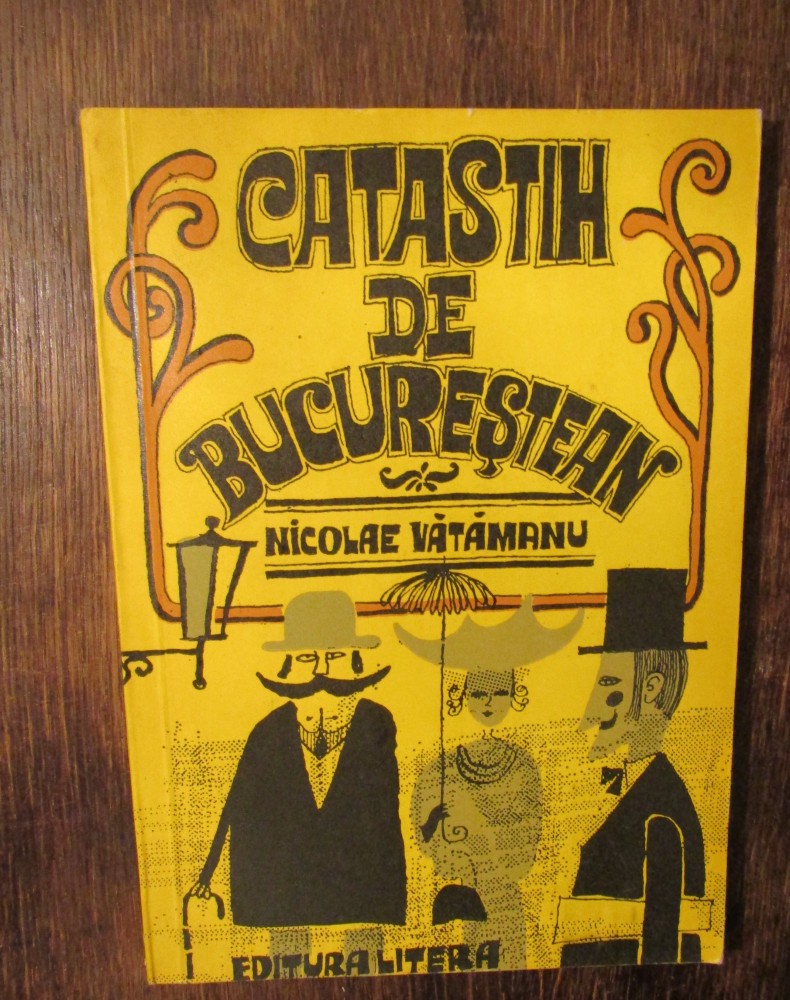 CATASTIH
DE
BUCUREŞTEAN
NICOLAE VĂTĂMANU
EDITURA LITERA